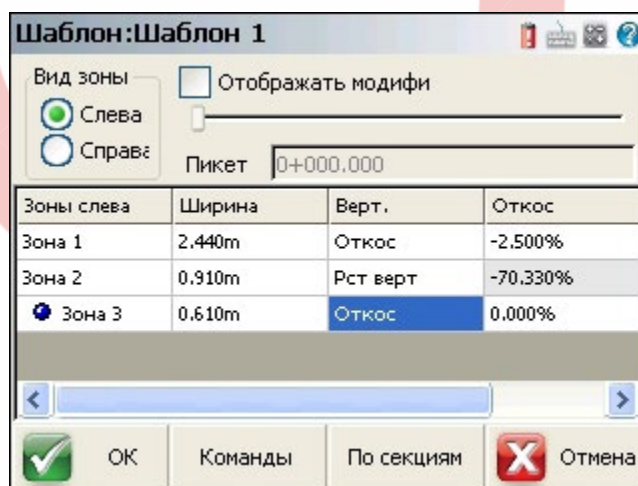 Шаблон:Шаблон 1
Вид зоны
Отображать модифи
Слева
Справа
Пикет 0+000.000
Зоны слева Ширина Верт. Откос
Зона 1 2.440m Откос -2.500%
Зона 2 0.910m Рст верт -70.330%
Зона 3 0.610m Откос 0.000%
ОК Команды По секциям Отмена